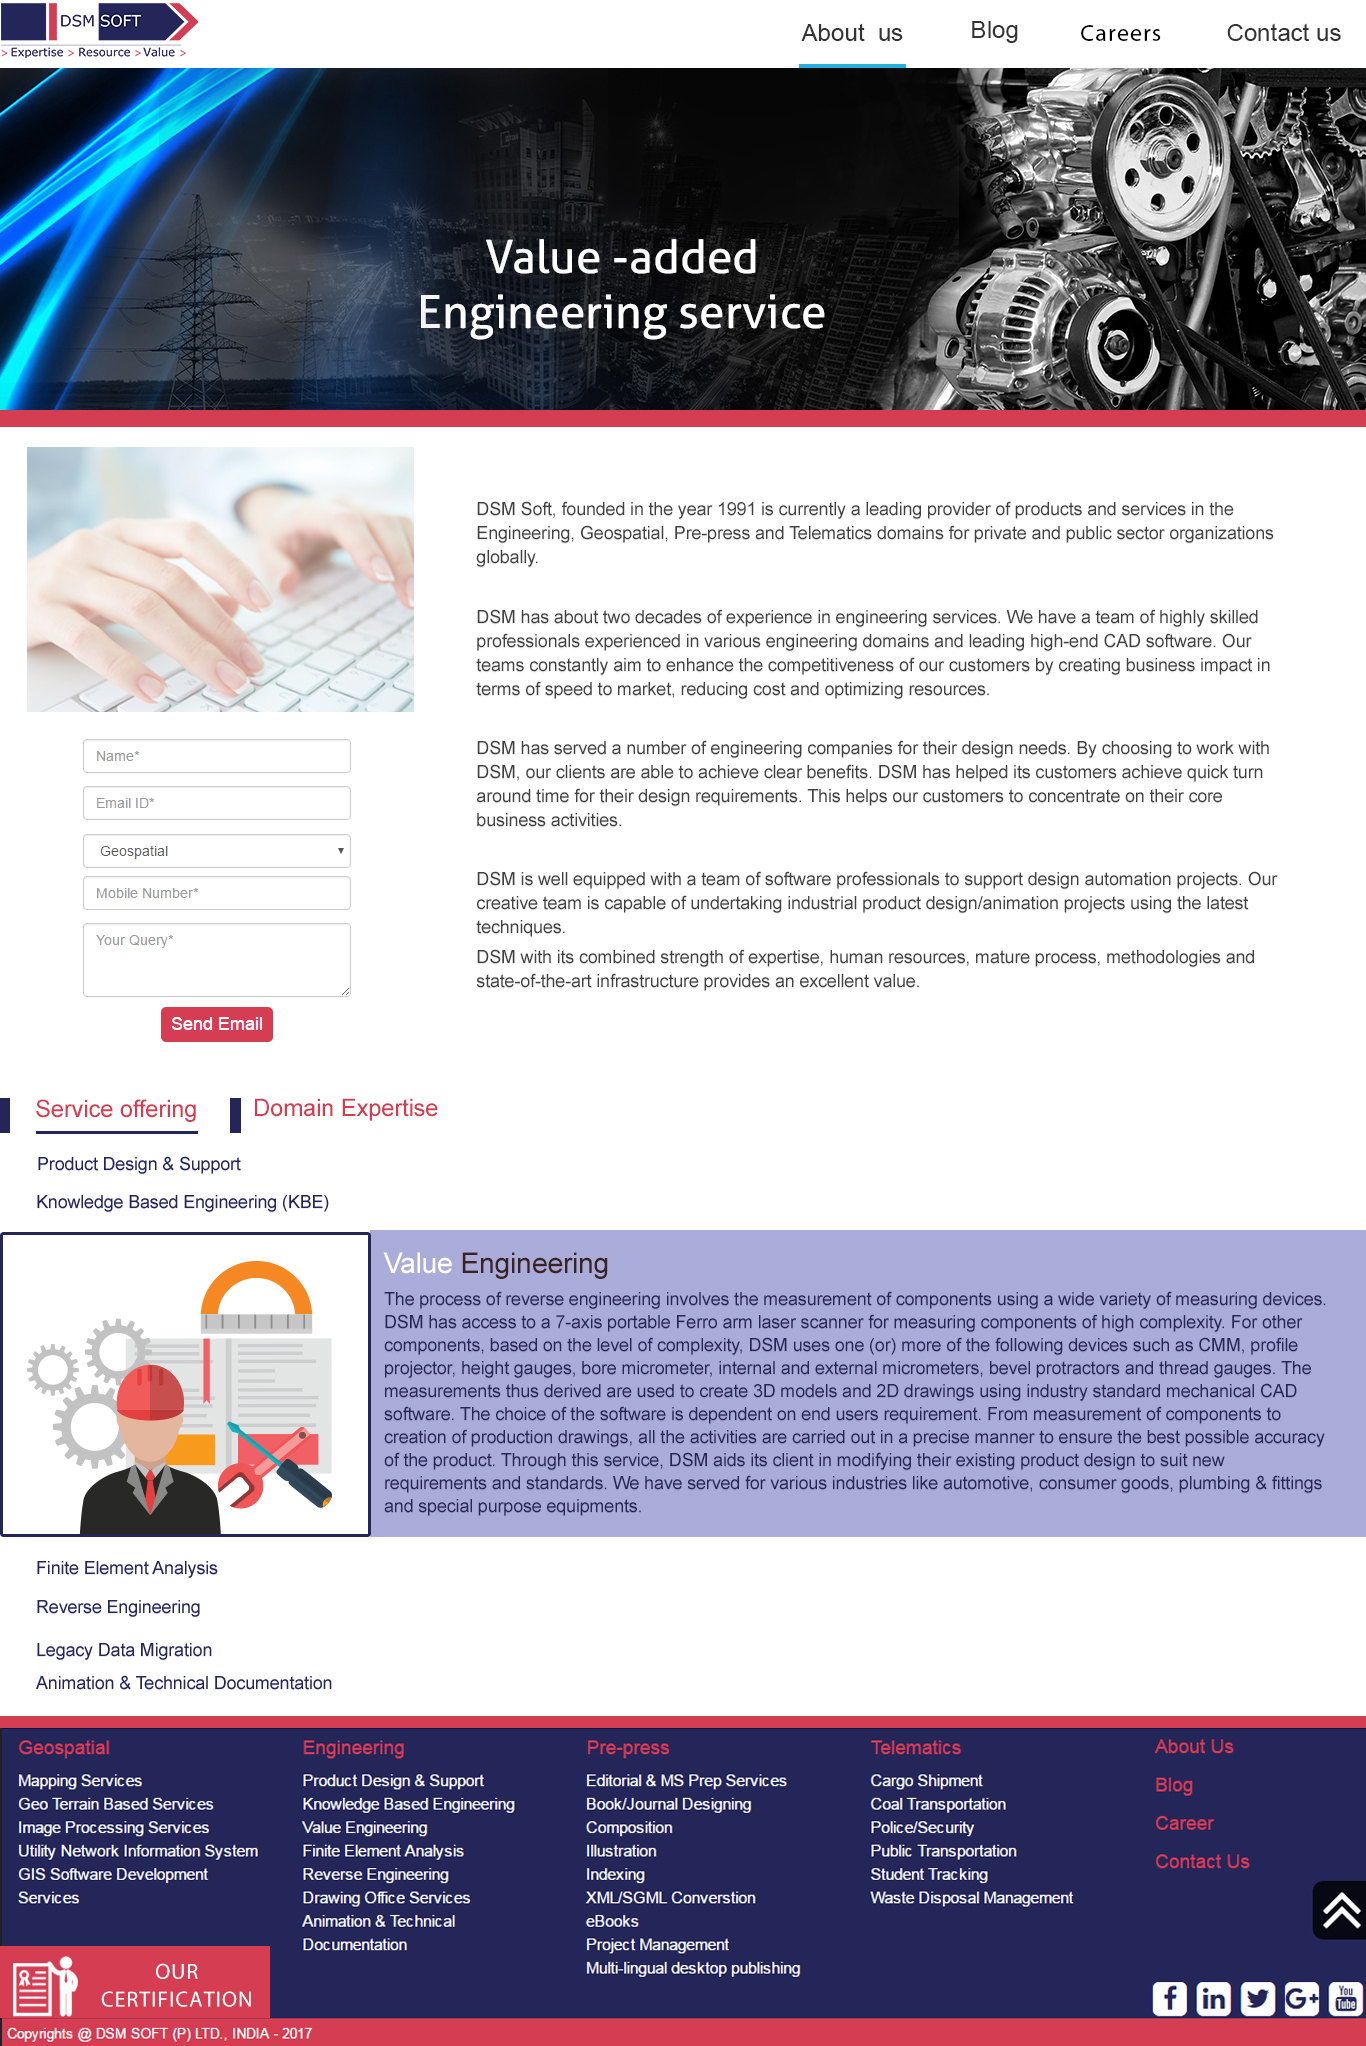 DSM SOFT
> Expertise > Resource > Value >
About us
Blog
Careers
Contact us
Value -added
Engineering service
DSM Soft, founded in the year 1991 is currently a leading provider of products and services in the
Engineering, Geospatial, Pre-press and Telematics domains for private and public sector organizations
globally.
DSM has about two decades of experience in engineering services. We have a team of highly skilled
professionals experienced in various engineering domains and leading high-end CAD software. Our
teams constantly aim to enhance the competitiveness of our customers by creating business impact in
terms of speed to market, reducing cost and optimizing resources.
DSM has served a number of engineering companies for their design needs. By choosing to work with
DSM, our clients are able to achieve clear benefits. DSM has helped its customers achieve quick turn
around time for their design requirements. This helps our customers to concentrate on their core
business activities.
DSM is well equipped with a team of software professionals to support design automation projects. Our
creative team is capable of undertaking industrial product design/animation projects using the latest
techniques.
DSM with its combined strength of expertise, human resources, mature process, methodologies and
state-of-the-art infrastructure provides an excellent value.
Name*
Email ID*
Geospatial
Mobile Number*
Your Query*
Send Email
Service offering
Domain Expertise
Product Design & Support
Knowledge Based Engineering (KBE)
Value Engineering
The process of reverse engineering involves the measurement of components using a wide variety of measuring devices.
DSM has access to a 7-axis portable Ferro arm laser scanner for measuring components of high complexity. For other
components, based on the level of complexity, DSM uses one (or) more of the following devices such as CMM, profile
projector, height gauges, bore micrometer, internal and external micrometers, bevel protractors and thread gauges. The
measurements thus derived are used to create 3D models and 2D drawings using industry standard mechanical CAD
software. The choice of the software is dependent on end users requirement. From measurement of components to
creation of production drawings, all the activities are carried out in a precise manner to ensure the best possible accuracy
of the product. Through this service, DSM aids its client in modifying their existing product design to suit new
requirements and standards. We have served for various industries like automotive, consumer goods, plumbing & fittings
and special purpose equipments.
Finite Element Analysis
Reverse Engineering
Legacy Data Migration
Animation & Technical Documentation
Geospatial
Mapping Services
Geo Terrain Based Services
Image Processing Services
Utility Network Information System
GIS Software Development
Services
Engineering
Product Design & Support
Knowledge Based Engineering
Value Engineering
Finite Element Analysis
Reverse Engineering
Drawing Office Services
Animation & Technical
Documentation
Pre-press
Editorial & MS Prep Services
Book/Journal Designing
Composition
Illustration
Indexing
XML/SGML Converstion
eBooks
Project Management
Multi-lingual desktop publishing
Telematics
Cargo Shipment
Coal Transportation
Police/Security
Public Transportation
Student Tracking
Waste Disposal Management
About Us
Blog
Career
Contact Us
OUR
CERTIFICATION
f
in
G+
You
Tube
Copyrights @ DSM SOFT (P) LTD., INDIA - 2017